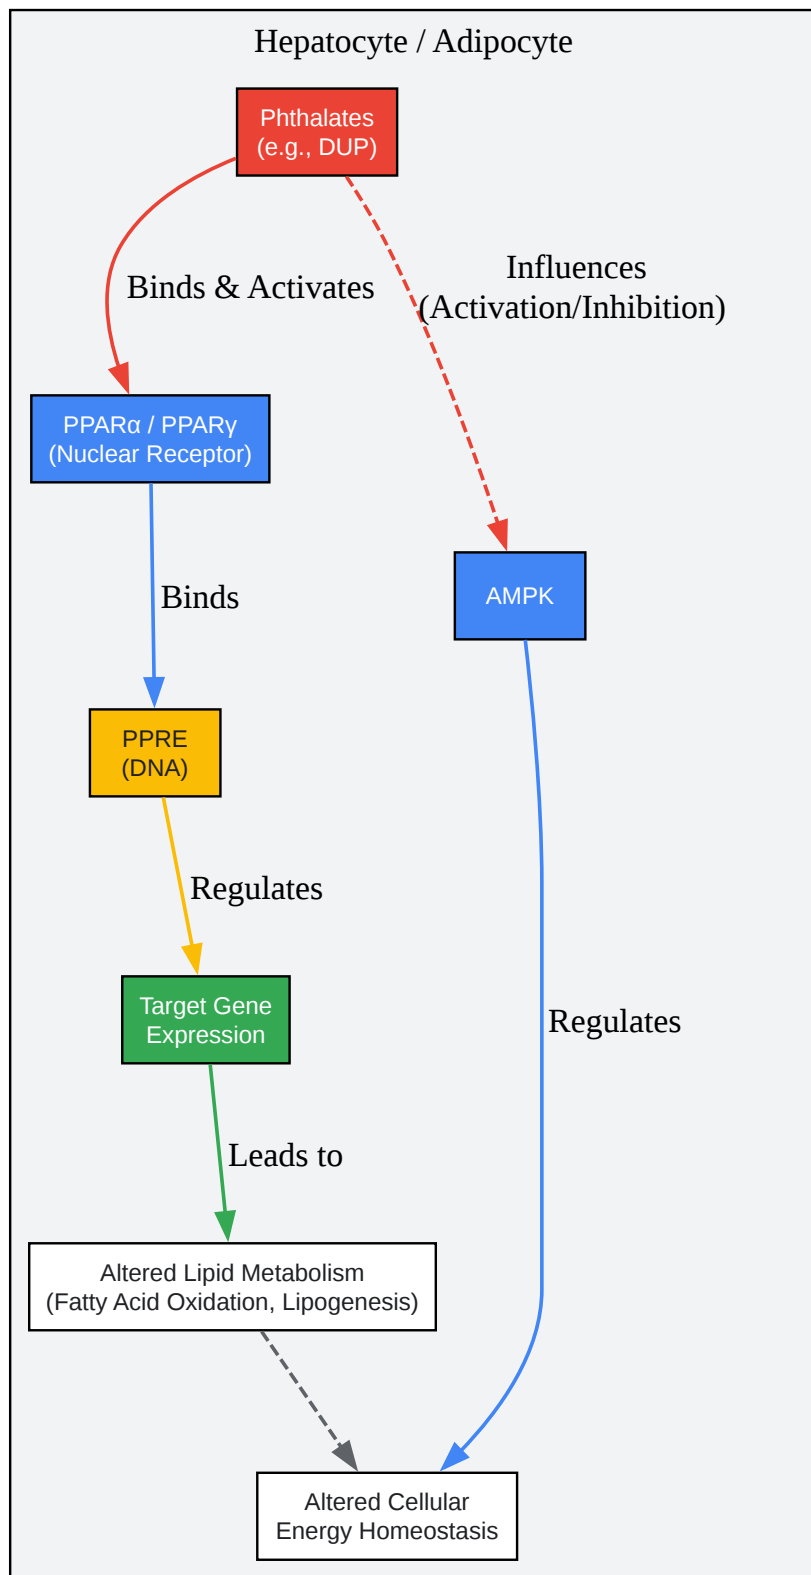 Hepatocyte / Adipocyte
Phthalates
(e.g., DUP)
Influences
(Activation/Inhibition)
Binds & Activates
PPARα / PPARγ
(Nuclear Receptor)
Binds
AMPK
PPRE
(DNA)
Regulates
Target Gene
Expression
Regulates
Leads to
Altered Lipid Metabolism
(Fatty Acid Oxidation, Lipogenesis)
Altered Cellular
Energy Homeostasis